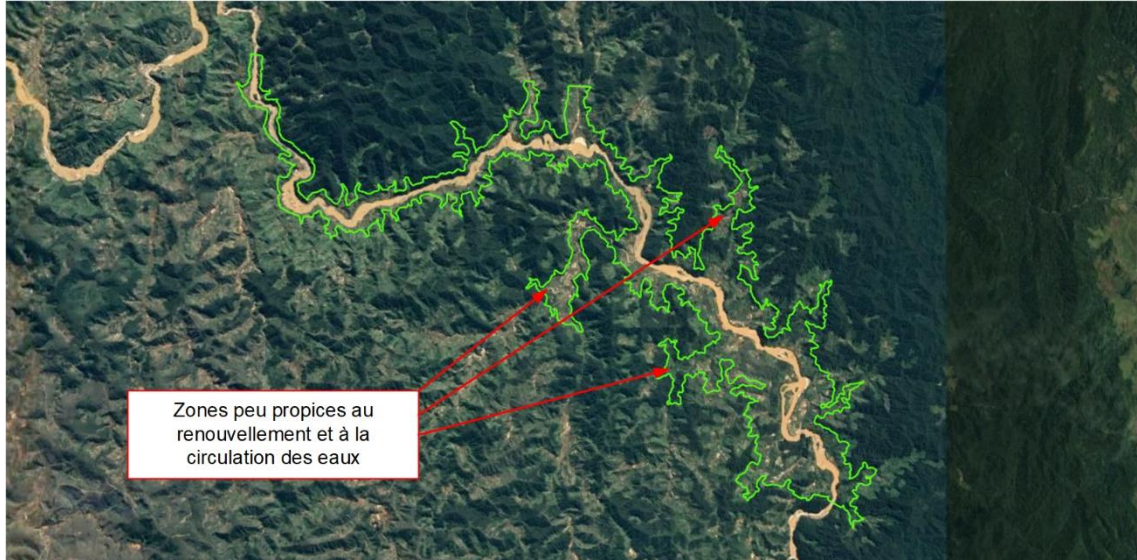 Zones peu propices au
renouvellement et à la
circulation des eaux